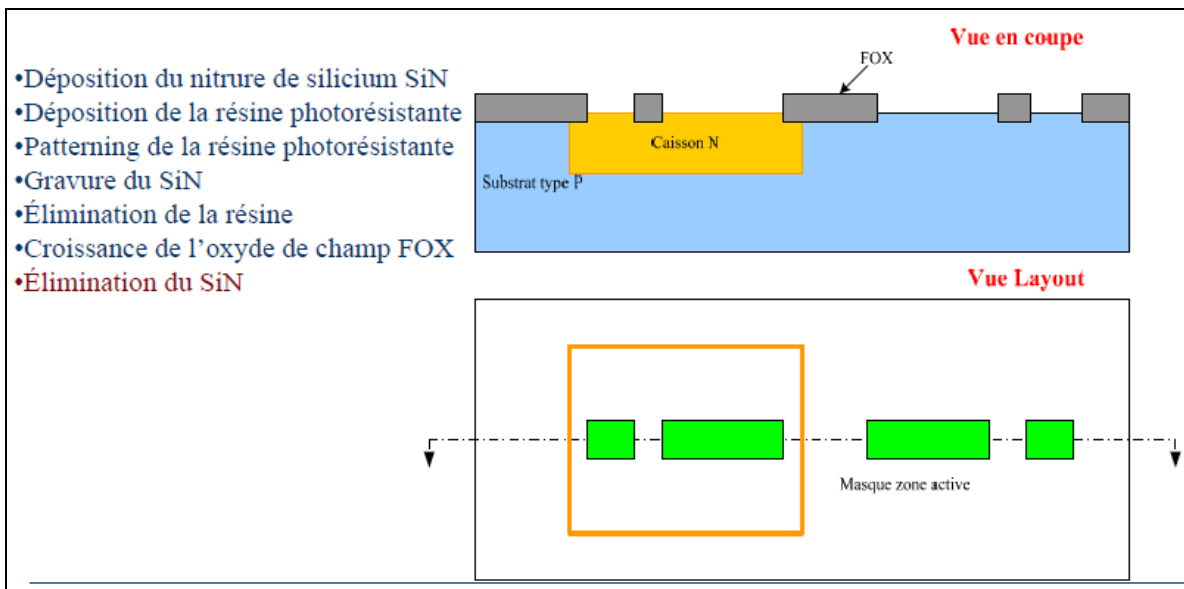 •Déposition du nitrure de silicium SiN
•Déposition de la résine photorésistante
•Patterning de la résine photorésistante
•Gravure du SiN
•Élimination de la résine
•Croissance de l'oxyde de champ FOX
•Élimination du SiN
Vue en coupe
FOX
Caisson N
Substrat type P
Vue Layout
Masque zone active